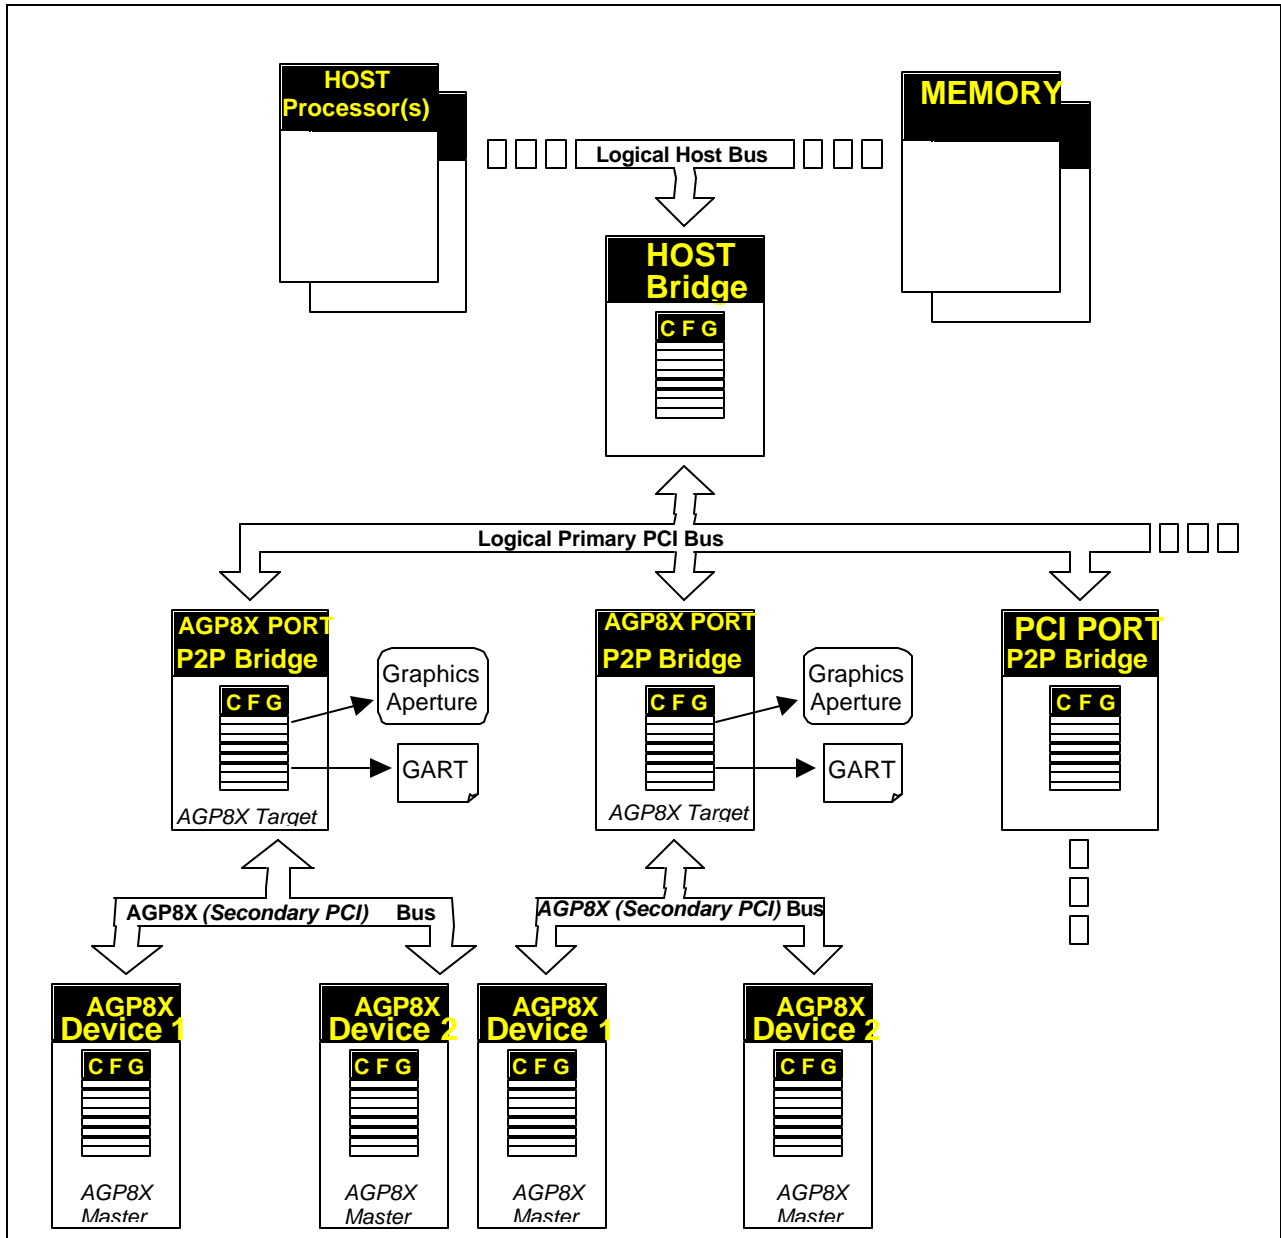 HOST
Processor(s)
MEMORY
Logical Host Bus
HOST
Bridge
C F G
Logical Primary PCI Bus
AGP8X PORT
P2P Bridge
C F G
Graphics
Aperture
GART
AGP8X Target
AGP8X PORT
P2P Bridge
C F G
Graphics
Aperture
GART
AGP8X Target
PCI PORT
P2P Bridge
C F G
AGP8X (Secondary PCI) Bus
AGP8X (Secondary PCI) Bus
AGP8X
Device 1
C F G
AGP8X
Master
AGP8X
Device 2
C F G
AGP8X
Master
AGP8X
Device 1
C F G
AGP8X
Master
AGP8X
Device 2
C F G
AGP8X
Master